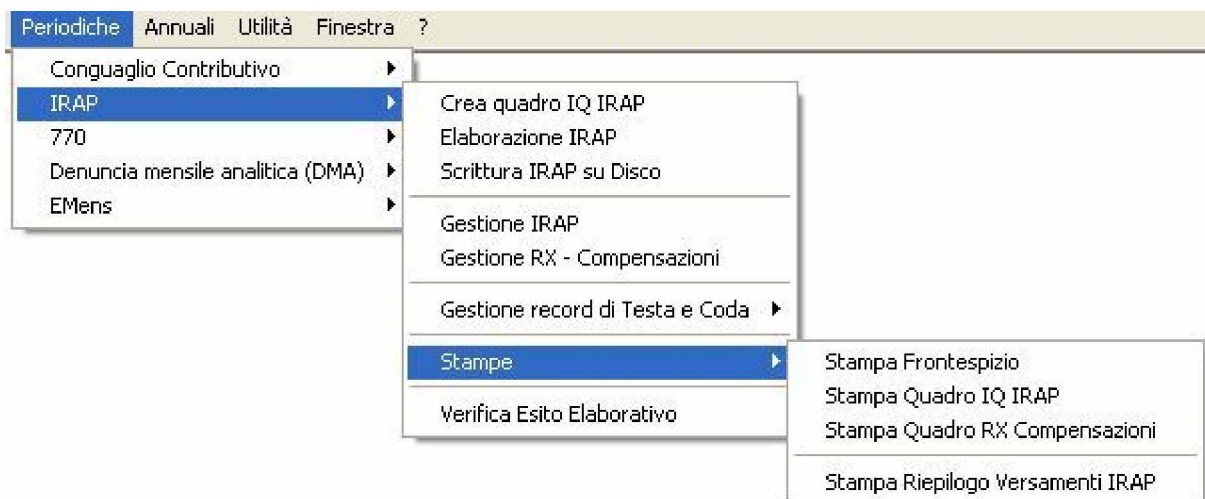 Periodiche Annuali Utilità Finestra ?
Conguaglio Contributivo
IRAP
770
Denuncia mensile analitica (DMA)
EMens
Crea quadro IQ IRAP
Elaborazione IRAP
Scrittura IRAP su Disco
Gestione IRAP
Gestione RX - Compensazioni
Gestione record di Testa e Coda
Stampe
Verifica Esito Elaborativo
Stampa Frontespizio
Stampa Quadro IQ IRAP
Stampa Quadro RX Compensazioni
Stampa Riepilogo Versamenti IRAP